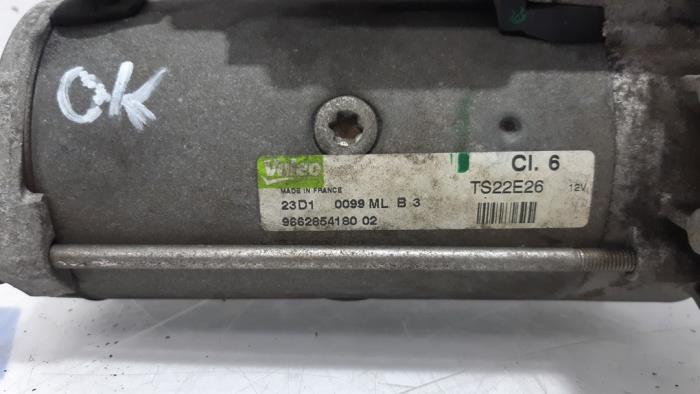 OK
Valeo
Cl. 6
MADE IN FRANCE
TS22E26 12V
23D1 0099 ML B 3
9662854180 02